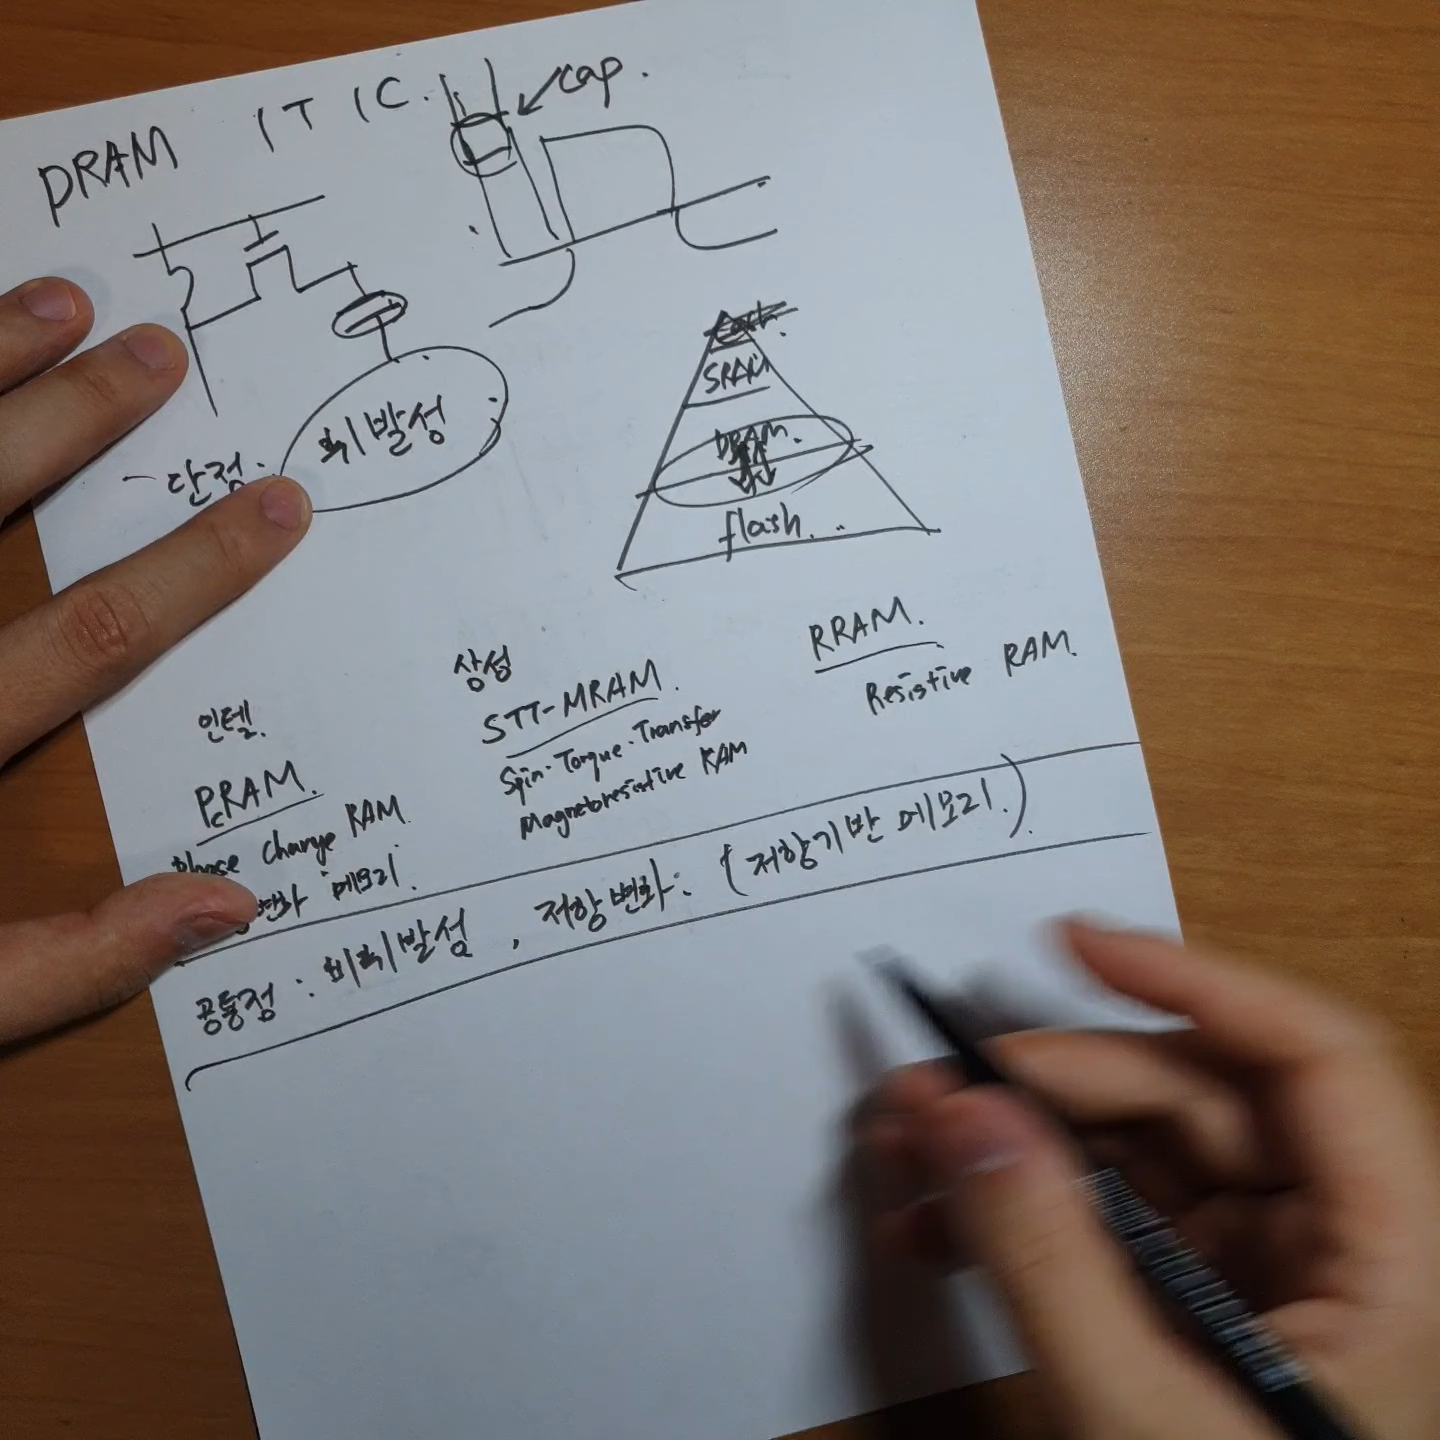 DRAM 1T 1C.
cap.
SRAM
DRAM.
flash.
단점.
휘발성
인텔.
PRAM.
Phase Change RAM.
변화 메모리.
삼성
STT-MRAM.
Spin-Torque-Transfer
Magnetoresistive RAM
RRAM.
Resistive RAM.
공통점 : 비휘발성 , 저항변화: (저항기반 메모리.)